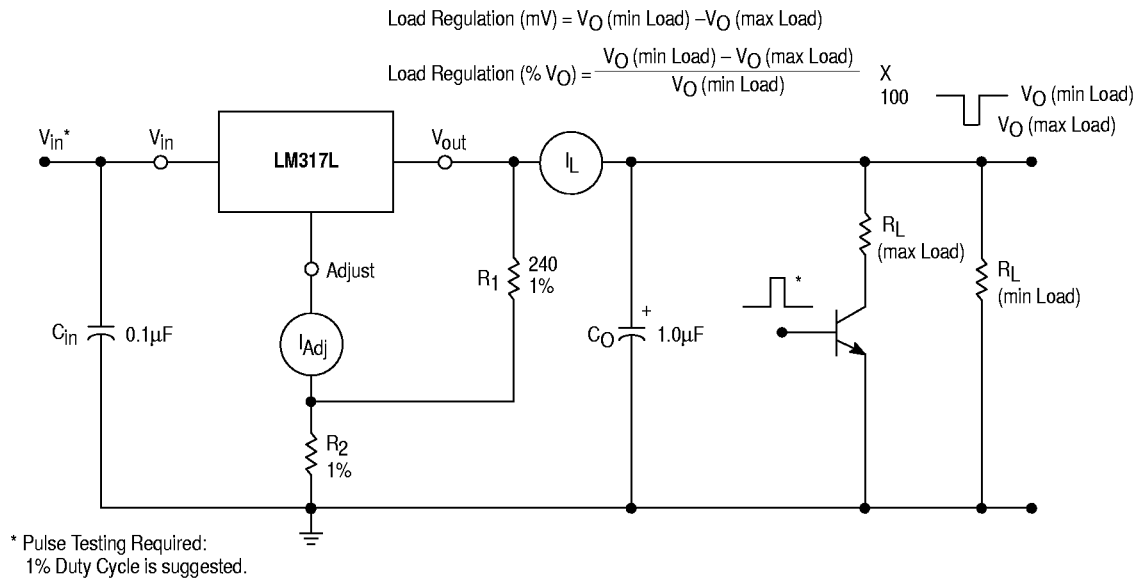 Load Regulation (mV) = VO (min Load) –VO (max Load)
Load Regulation (% VO) = VO (min Load) – VO (max Load)
VO (min Load)
X
100
VO (min Load)
VO (max Load)
Vin*
Vin
LM317L
Vout
IL
Adjust
R1
240
1%
RL
(max Load)
RL
(min Load)
*
Cin
0.1µF
IAdj
CO
+
1.0µF
R2
1%
* Pulse Testing Required:
1% Duty Cycle is suggested.